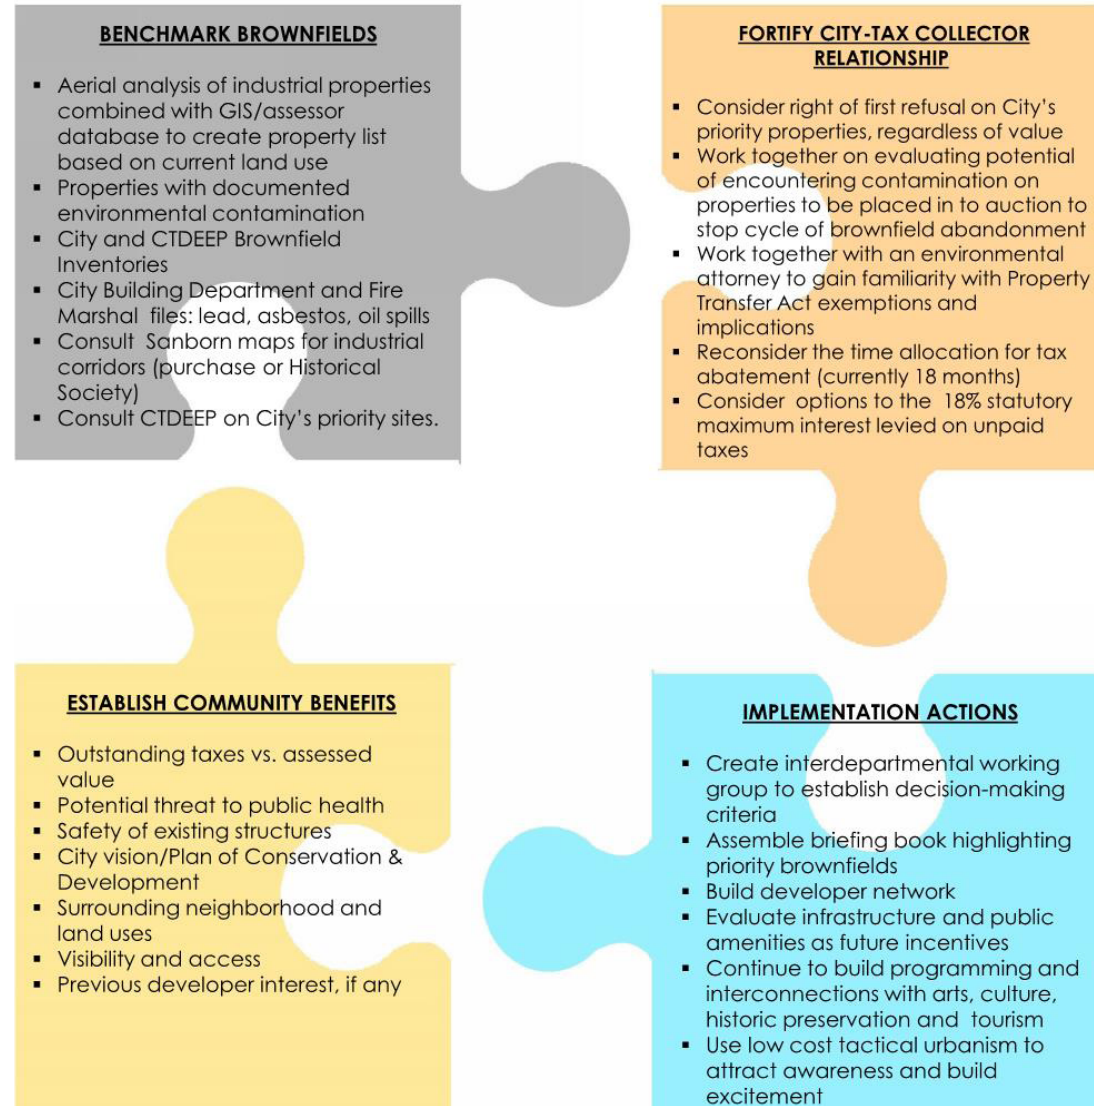 BENCHMARK BROWNFIELDS
▪ Aerial analysis of industrial properties
combined with GIS/assessor
database to create property list
based on current land use
▪ Properties with documented
environmental contamination
▪ City and CTDEEP Brownfield
Inventories
▪ City Building Department and Fire
Marshal files: lead, asbestos, oil spills
▪ Consult Sanborn maps for industrial
corridors (purchase or Historical
Society)
▪ Consult CTDEEP on City's priority sites.
FORTIFY CITY-TAX COLLECTOR
RELATIONSHIP
▪ Consider right of first refusal on City's
priority properties, regardless of value
▪ Work together on evaluating potential
of encountering contamination on
properties to be placed in to auction to
stop cycle of brownfield abandonment
▪ Work together with an environmental
attorney to gain familiarity with Property
Transfer Act exemptions and
implications
▪ Reconsider the time allocation for tax
abatement (currently 18 months)
▪ Consider options to the 18% statutory
maximum interest levied on unpaid
taxes
ESTABLISH COMMUNITY BENEFITS
▪ Outstanding taxes vs. assessed
value
▪ Potential threat to public health
▪ Safety of existing structures
▪ City vision/Plan of Conservation &
Development
▪ Surrounding neighborhood and
land uses
▪ Visibility and access
▪ Previous developer interest, if any
IMPLEMENTATION ACTIONS
▪ Create interdepartmental working
group to establish decision-making
criteria
▪ Assemble briefing book highlighting
priority brownfields
▪ Build developer network
▪ Evaluate infrastructure and public
amenities as future incentives
▪ Continue to build programming and
interconnections with arts, culture,
historic preservation and tourism
▪ Use low cost tactical urbanism to
attract awareness and build
excitement